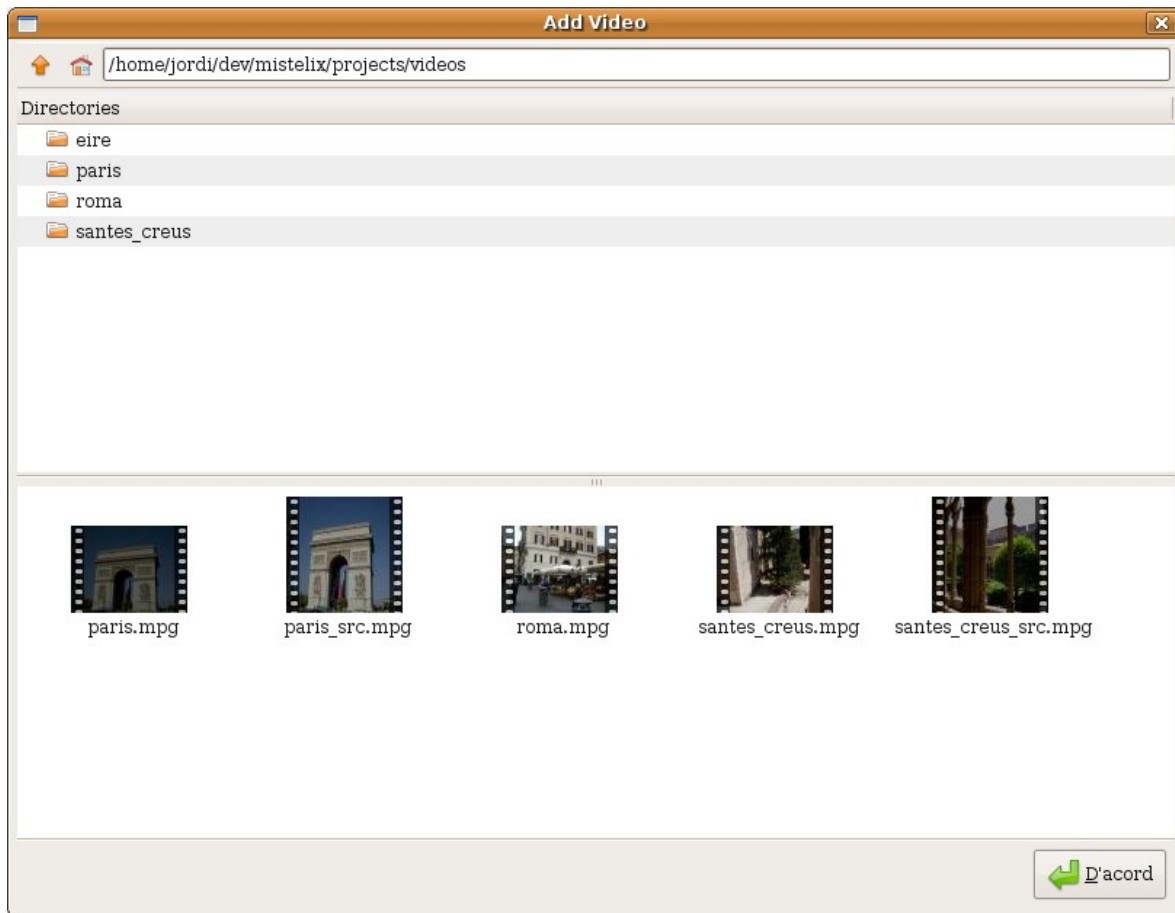 Add Video
/home/jordi/dev/mistelix/projects/videos
Directories
eire
paris
roma
santes_creus
paris.mpg
paris_src.mpg
roma.mpg
santes_creus.mpg
santes_creus_src.mpg
D'acord